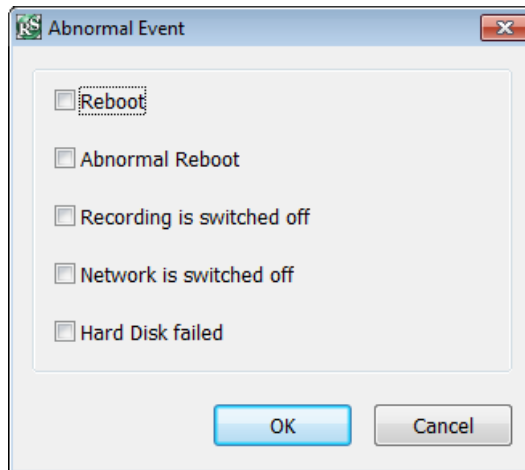 RS Abnormal Event
Reboot
Abnormal Reboot
Recording is switched off
Network is switched off
Hard Disk failed
OK Cancel